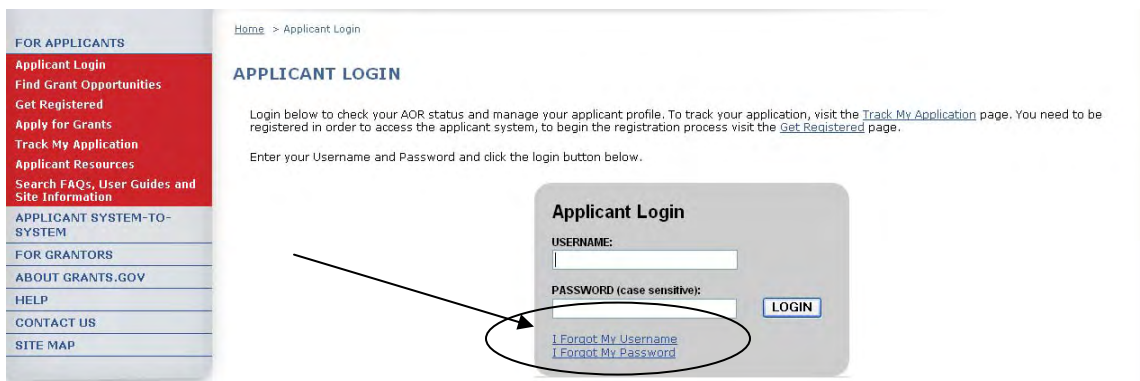 FOR APPLICANTS
Applicant Login
Find Grant Opportunities
Get Registered
Apply for Grants
Track My Application
Applicant Resources
Search FAQs, User Guides and
Site Information
APPLICANT SYSTEM-TO-
SYSTEM
FOR GRANTORS
ABOUT GRANTS.GOV
HELP
CONTACT US
SITE MAP
Home > Applicant Login
APPLICANT LOGIN
Login below to check your AOR status and manage your applicant profile. To track your application, visit the Track My Application page. You need to be
registered in order to access the applicant system, to begin the registration process visit the Get Registered page.
Enter your Username and Password and click the login button below.
Applicant Login
USERNAME:
PASSWORD (case sensitive):
LOGIN
I Forgot My Username
I Forgot My Password